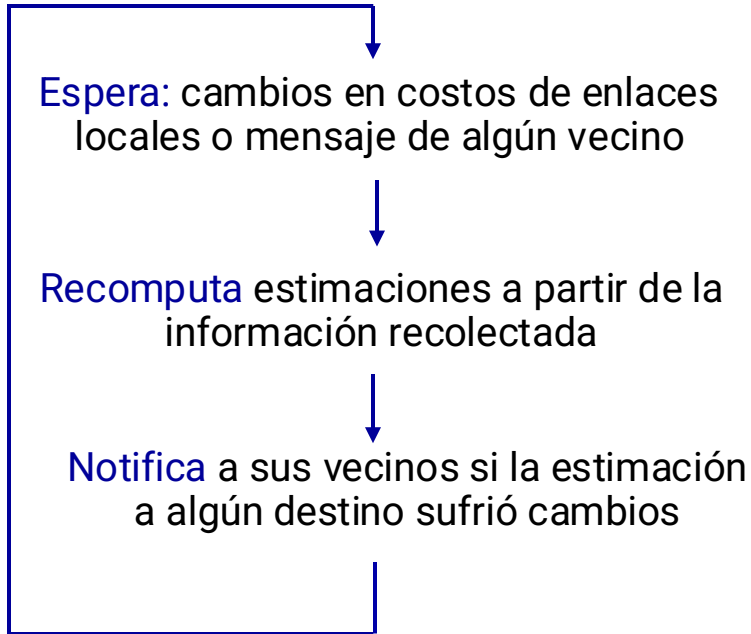 Espera: cambios en costos de enlaces
locales o mensaje de algún vecino
Recomputa estimaciones a partir de la
información recolectada
Notifica a sus vecinos si la estimación
a algún destino sufrió cambios